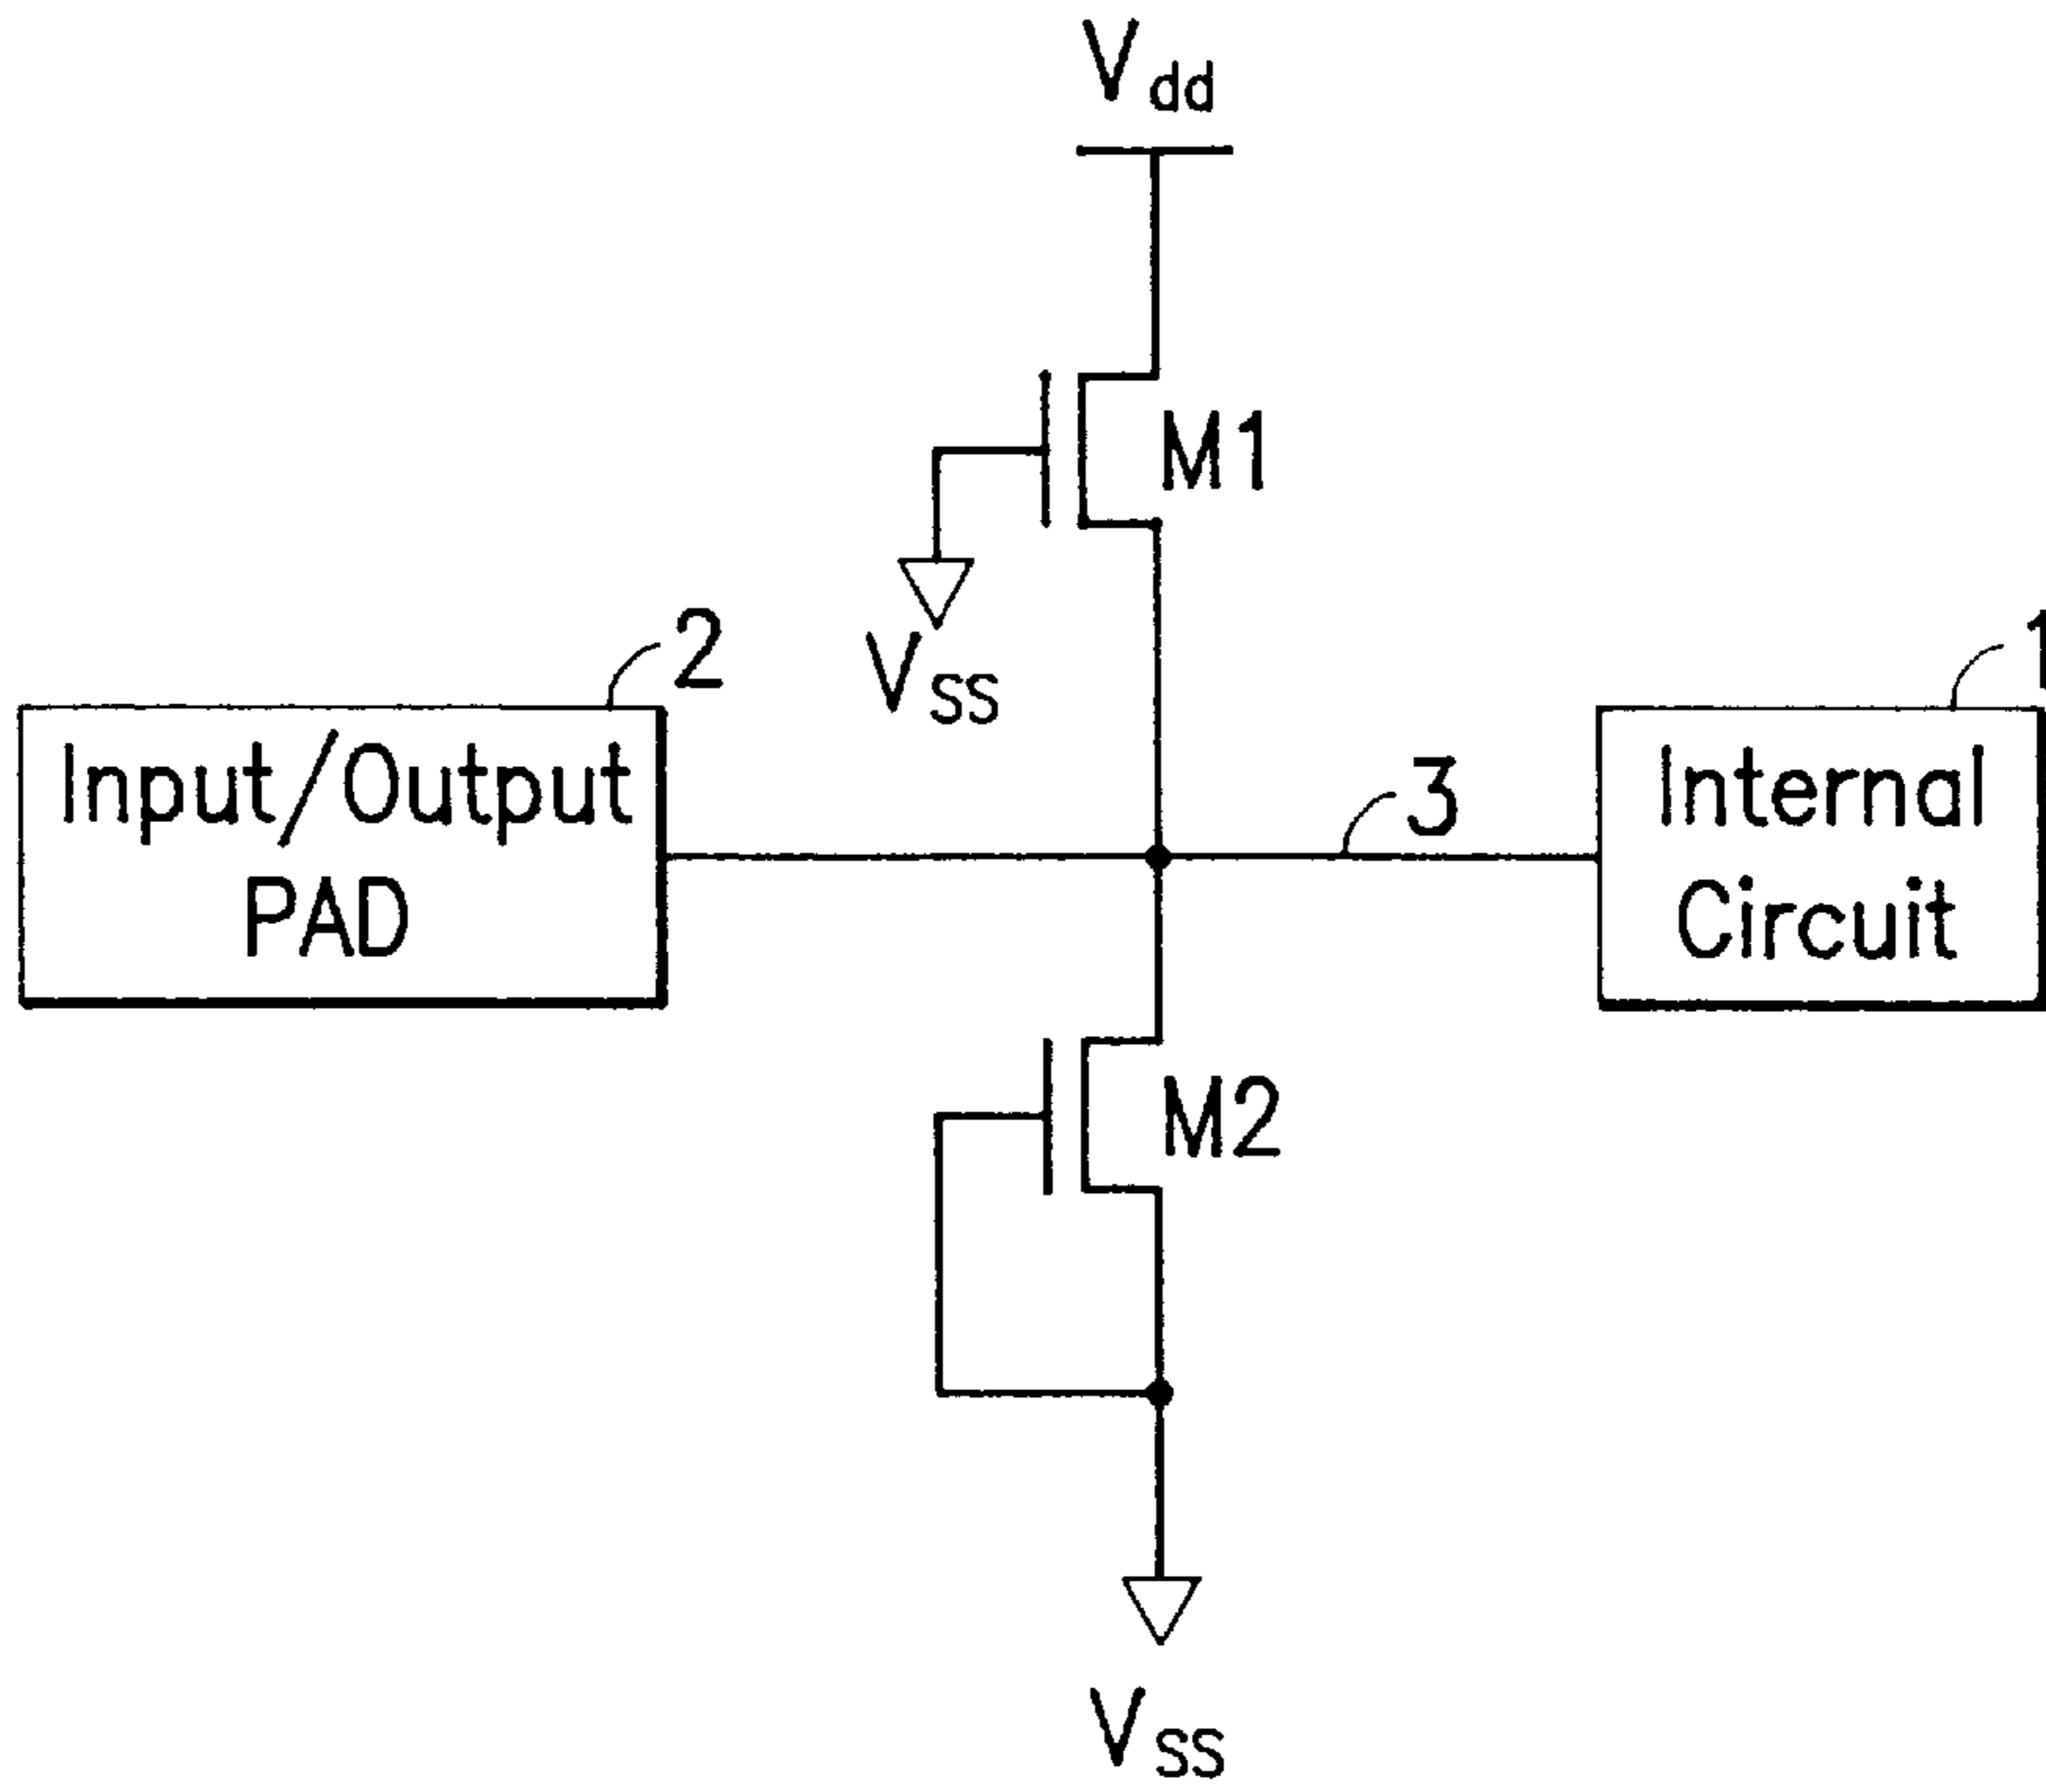 Vdd
M1
Vss
2
1
Input/Output
PAD
3
Internal
Circuit
M2
Vss